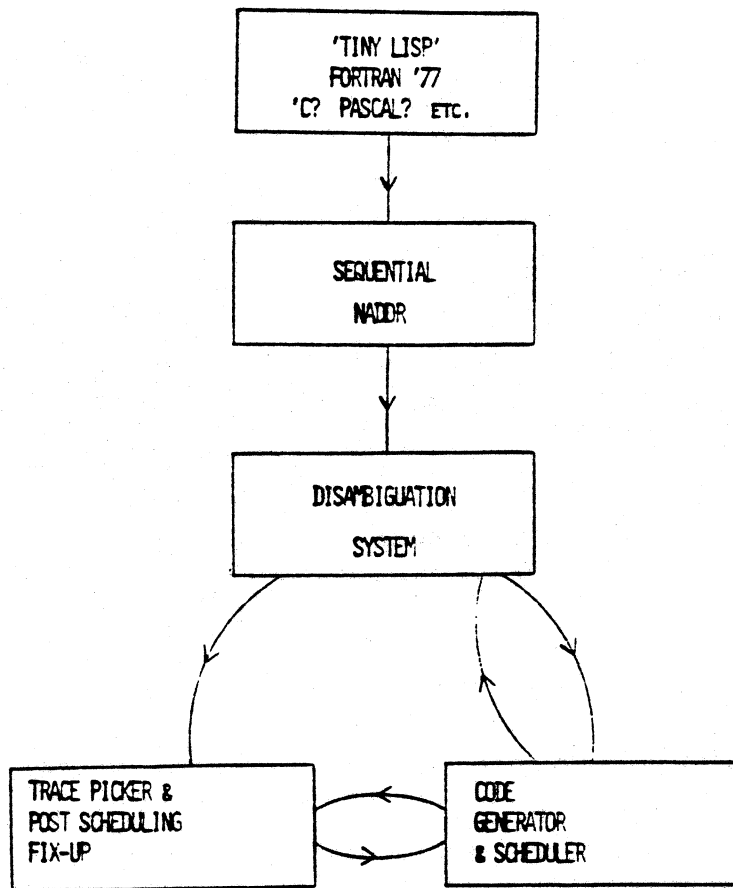 'TINY LISP'
FORTRAN '77
'C? PASCAL? ETC.
SEQUENTIAL
NADDR
DISAMBIGUATION
SYSTEM
TRACE PICKER &
POST SCHEDULING
FIX-UP
CODE
GENERATOR
& SCHEDULER